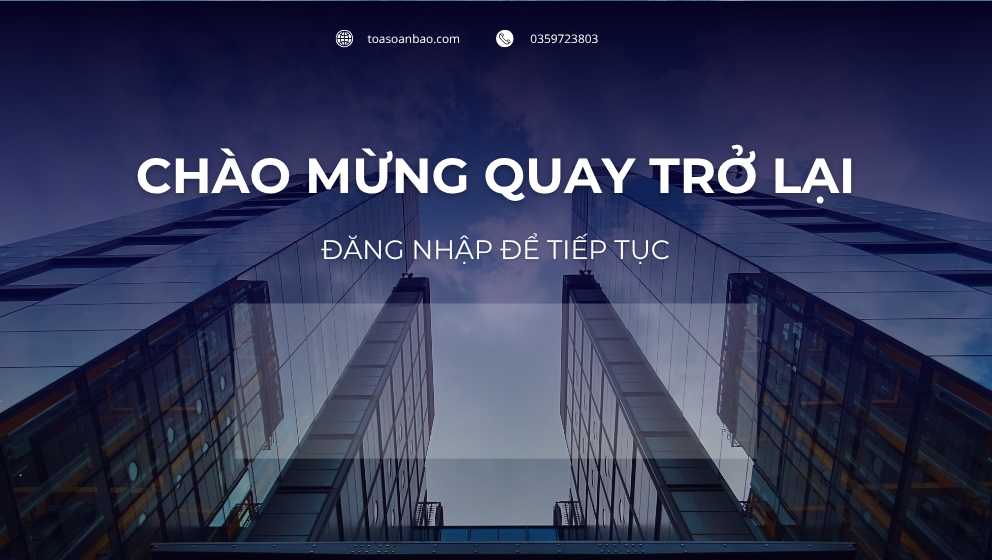 toasoanbao.com 0359723803
CHÀO MỪNG QUAY TRỞ LẠI
ĐĂNG NHẬP ĐỂ TIẾP TỤC